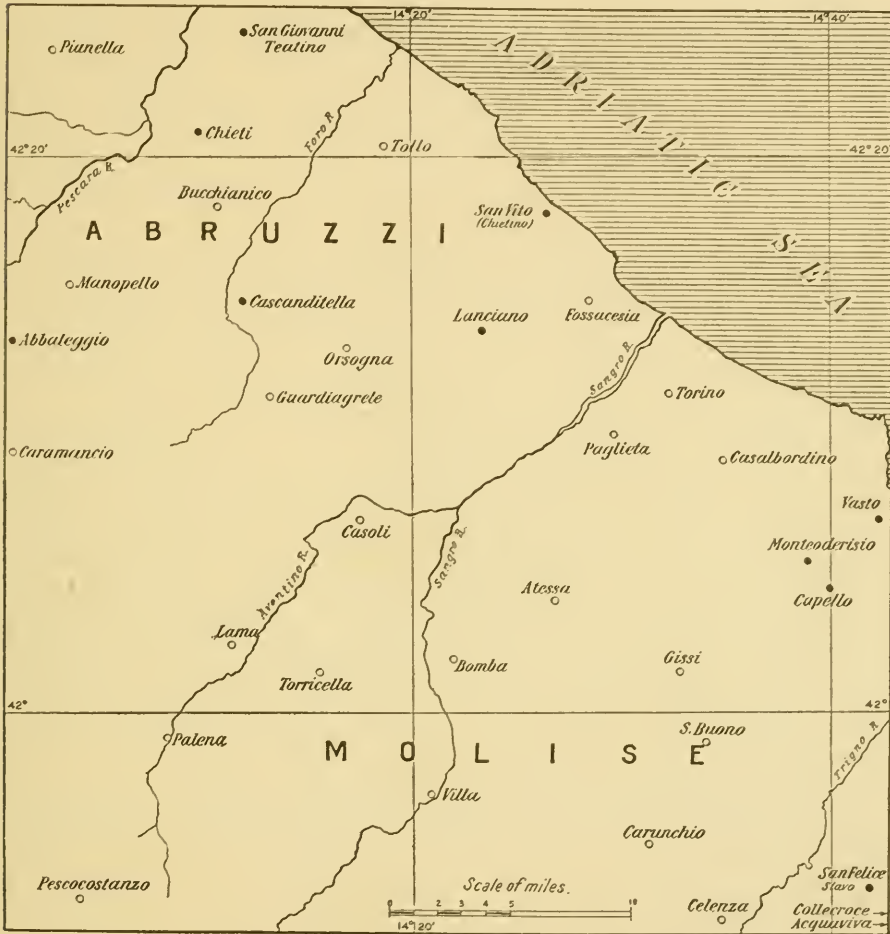 14° 20'
14° 40'
San Giovanni
Teatino
Pianella
ADRIATIC SEA
Chieti
Foro R.
Tollo
42° 20'
42° 20'
Pescara R.
Bucchianico
San Vito
(Chietino)
ABRUZZI
Manopello
Cascanditella
Fossacesia
Lanciano
Abbaleggio
Orsogna
Sangro R.
Guardiagrele
Torino
Paglieta
Caramancio
Casalbordino
Vasto
Casoli
Monteoderisio
Sangro R.
Aventino R.
Atessa
Capello
Lama
Bomba
Gissi
Torricella
42°
Palena
S. Buono
MOLISE
Trigno R.
Villa
Carunchio
Pescocostanzo
Scale of miles.
0 1 2 3 4 5 10
San Felice
Slavo
Celenza
Collecroce
Acquaviva
14° 20'
14° 40'